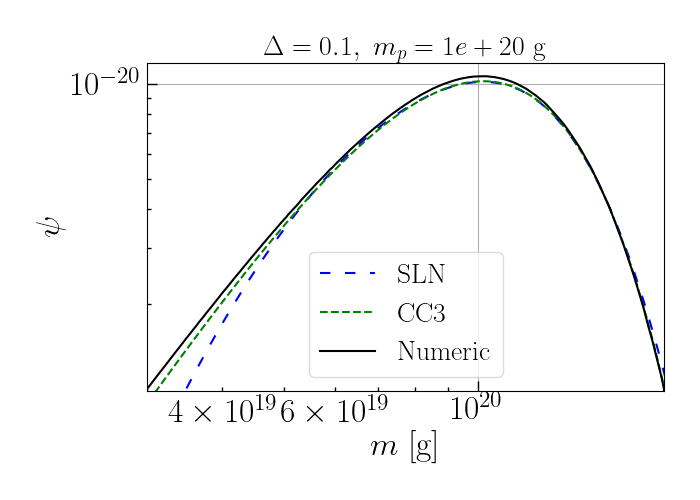 Δ = 0.1, m_p = 1e + 20 g
10^{-20}
ψ
SLN
CC3
Numeric
4 × 10^{19} 6 × 10^{19} 10^{20}
m [g]